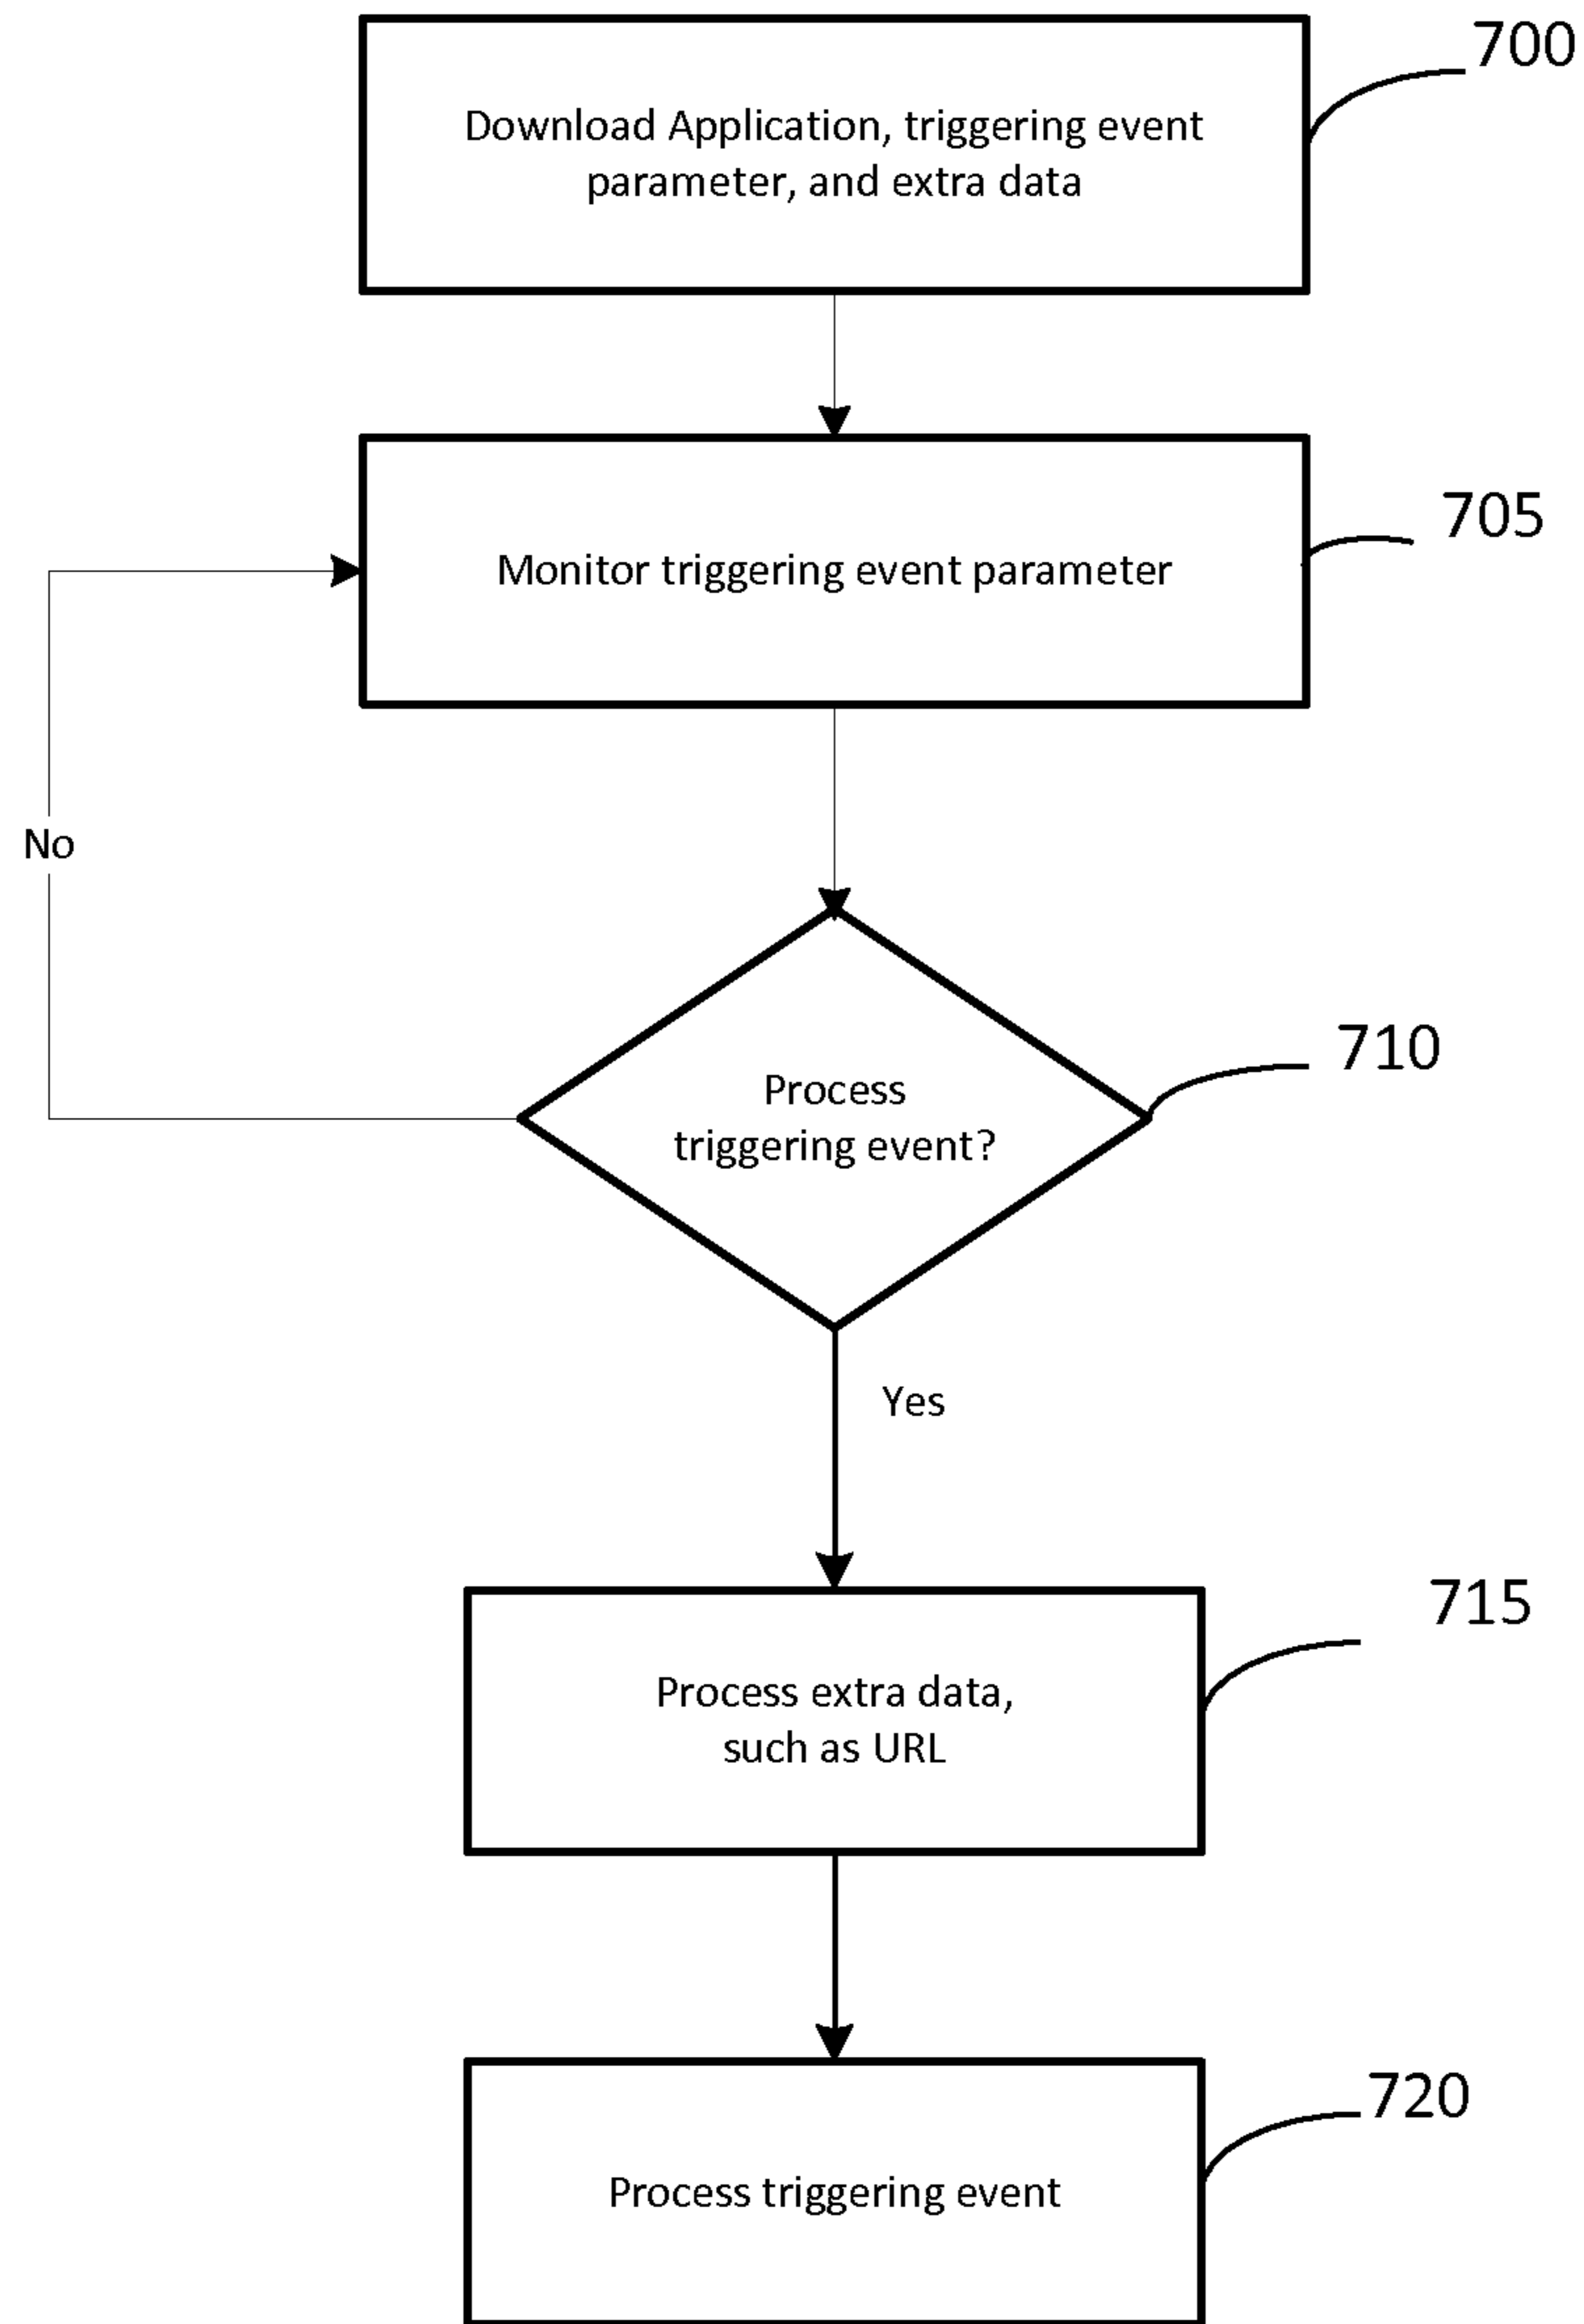 700
Download Application, triggering event
parameter, and extra data
705
Monitor triggering event parameter
No
710
Process
triggering event?
Yes
715
Process extra data,
such as URL
720
Process triggering event